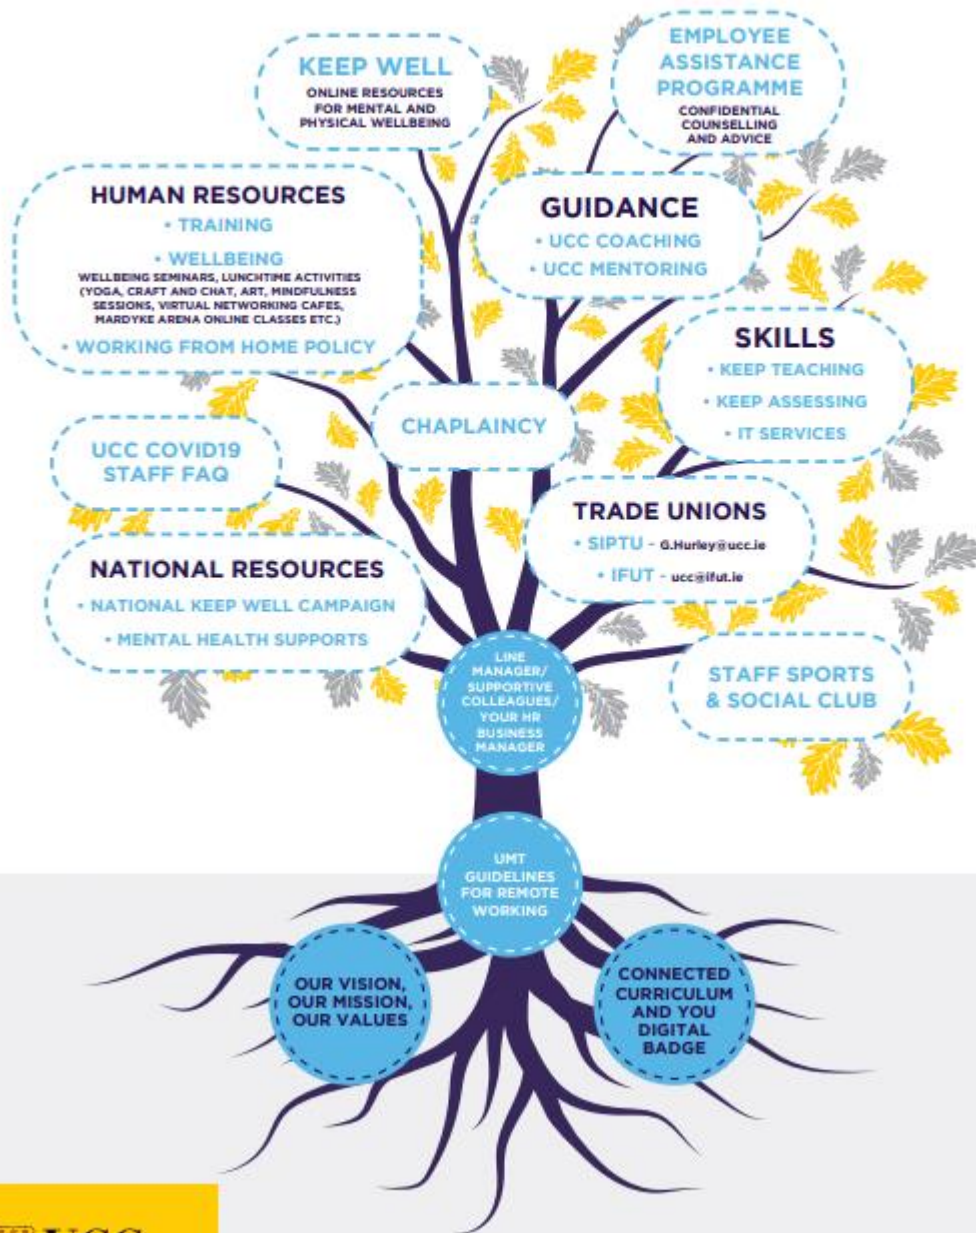 KEEP WELL
ONLINE RESOURCES
FOR MENTAL AND
PHYSICAL WELLBEING
EMPLOYEE
ASSISTANCE
PROGRAMME
CONFIDENTIAL
COUNSELLING
AND ADVICE
HUMAN RESOURCES
• TRAINING
• WELLBEING
WELLBEING SEMINARS, LUNCHTIME ACTIVITIES
(YOGA, CRAFT AND CHAT, ART, MINDFULNESS
SESSIONS, VIRTUAL NETWORKING CAFES,
MARDYKE ARENA ONLINE CLASSES ETC.)
• WORKING FROM HOME POLICY
GUIDANCE
• UCC COACHING
• UCC MENTORING
SKILLS
• KEEP TEACHING
• KEEP ASSESSING
• IT SERVICES
CHAPLAINCY
UCC COVID19
STAFF FAQ
TRADE UNIONS
• SIPTU - G.Hurley@ucc.ie
• IFUT - ucc@ifut.ie
NATIONAL RESOURCES
• NATIONAL KEEP WELL CAMPAIGN
• MENTAL HEALTH SUPPORTS
LINE
MANAGER/
SUPPORTIVE
COLLEAGUES/
YOUR HR
BUSINESS
MANAGER
STAFF SPORTS
& SOCIAL CLUB
UMT
GUIDELINES
FOR REMOTE
WORKING
OUR VISION,
OUR MISSION,
OUR VALUES
CONNECTED
CURRICULUM
AND YOU
DIGITAL
BADGE
UCC